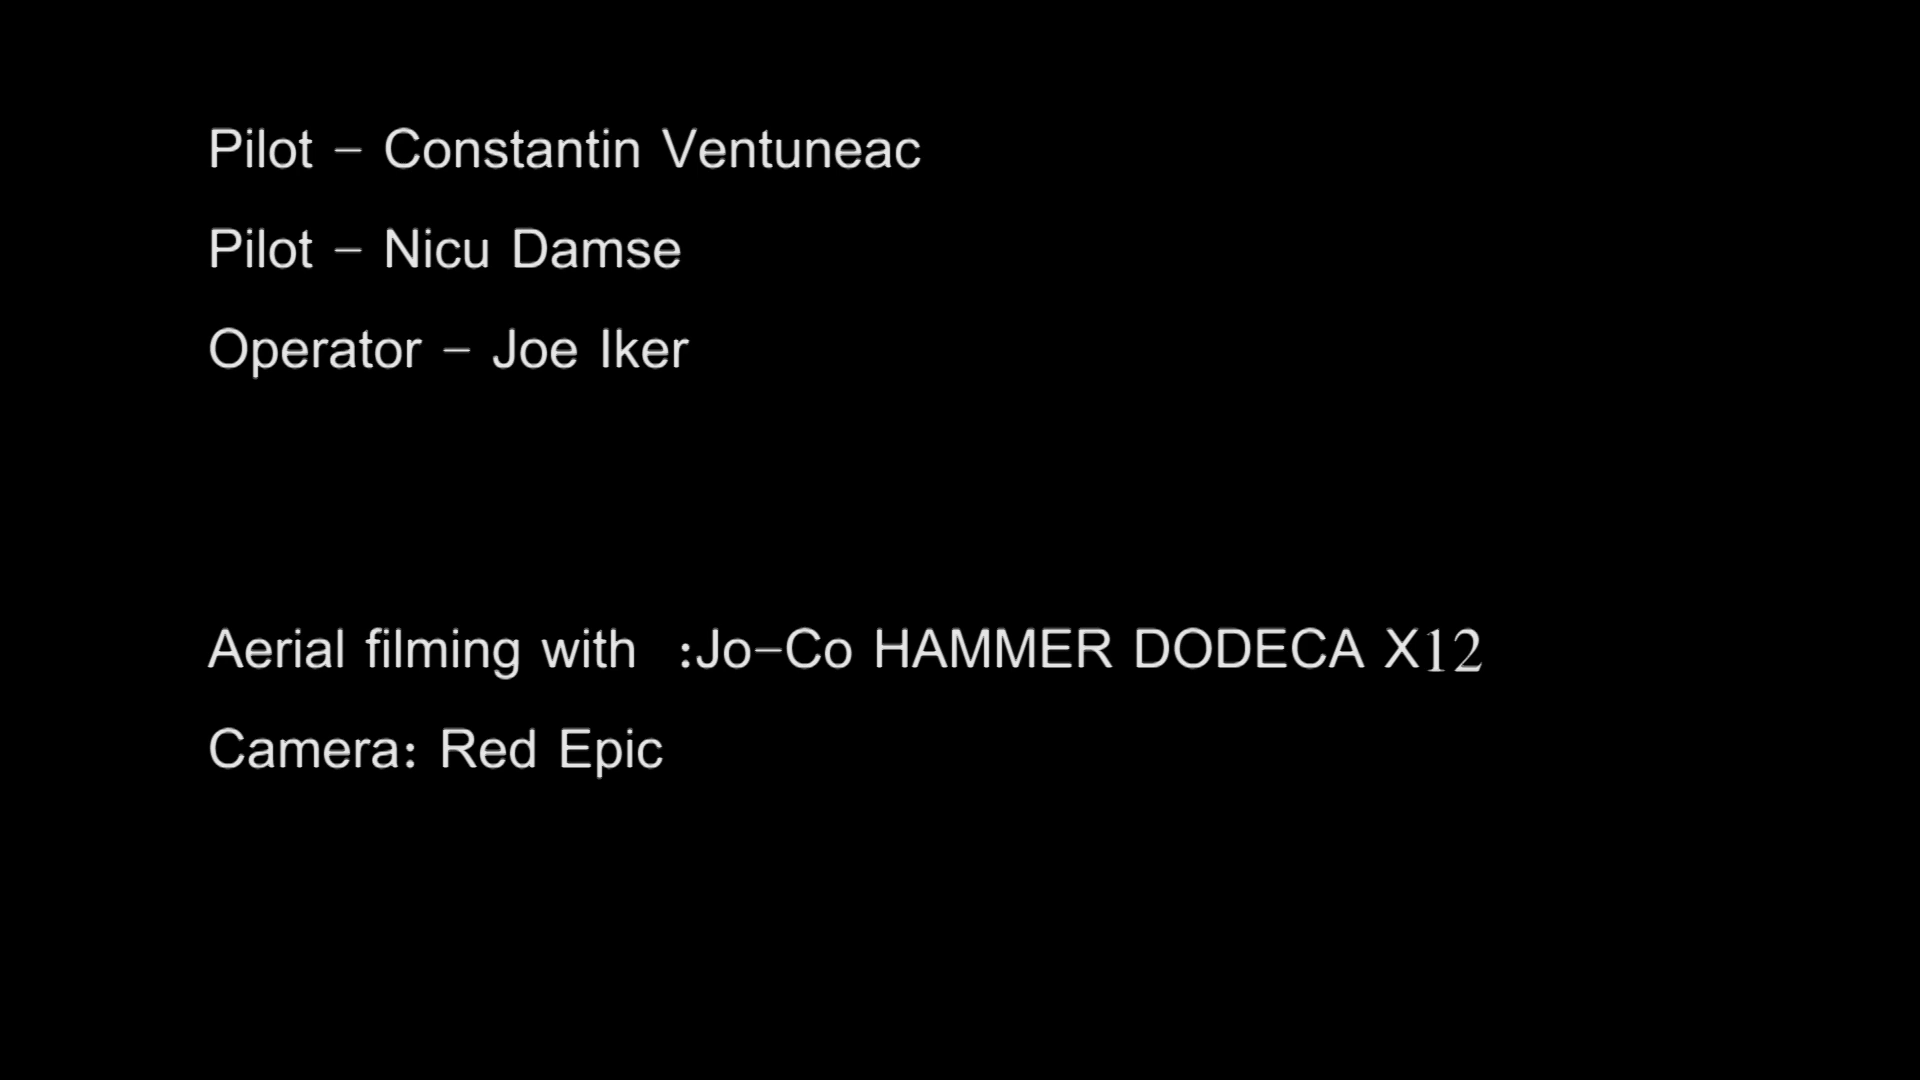 Pilot - Constantin Ventuneac
Pilot - Nicu Damse
Operator - Joe Iker
Aerial filming with  :Jo-Co HAMMER DODECA X12
Camera: Red Epic